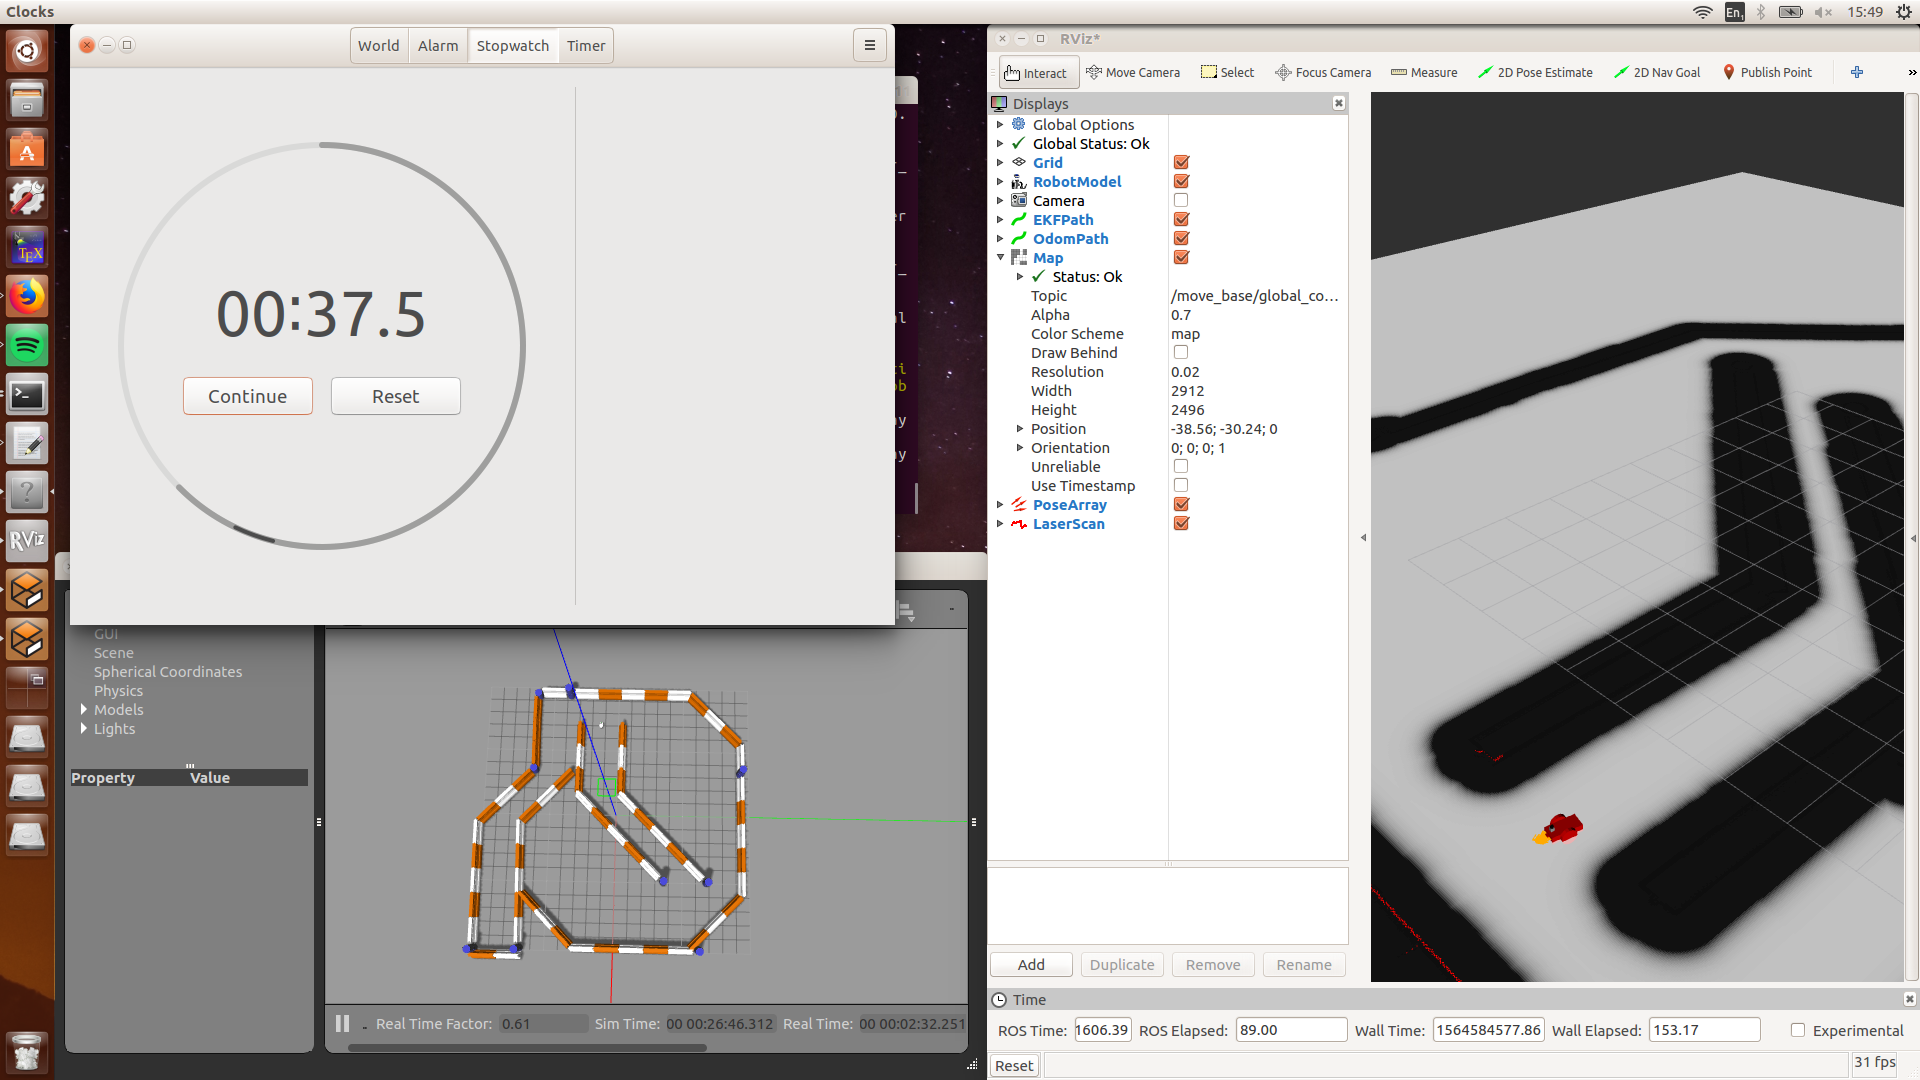 Clocks
En1
15:49
World
Alarm
Stopwatch
Timer
00:37.5
Continue
Reset
RViz*
Interact
Move Camera
Select
Focus Camera
Measure
2D Pose Estimate
2D Nav Goal
Publish Point
Displays
Global Options
Global Status: Ok
Grid
RobotModel
Camera
EKFPath
OdomPath
Map
Status: Ok
Topic /move_base/global_co...
Alpha 0.7
Color Scheme map
Draw Behind
Resolution 0.02
Width 2912
Height 2496
Position -38.56; -30.24; 0
Orientation 0; 0; 0; 1
Unreliable
Use Timestamp
PoseArray
LaserScan
Add
Duplicate
Remove
Rename
Time
ROS Time: 1606.39
ROS Elapsed: 89.00
Wall Time: 1564584577.86
Wall Elapsed: 153.17
Experimental
Reset
31 fps
GUI
Scene
Spherical Coordinates
Physics
Models
Lights
Property Value
Real Time Factor: 0.61
Sim Time: 00 00:26:46.312
Real Time: 00 00:02:32.251
TEX
RViz